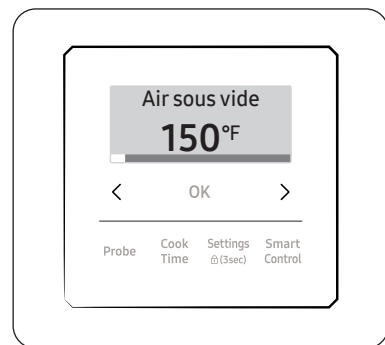 Air sous vide
150°F
< OK >
Probe
Cook Time
Settings (3sec)
Smart Control